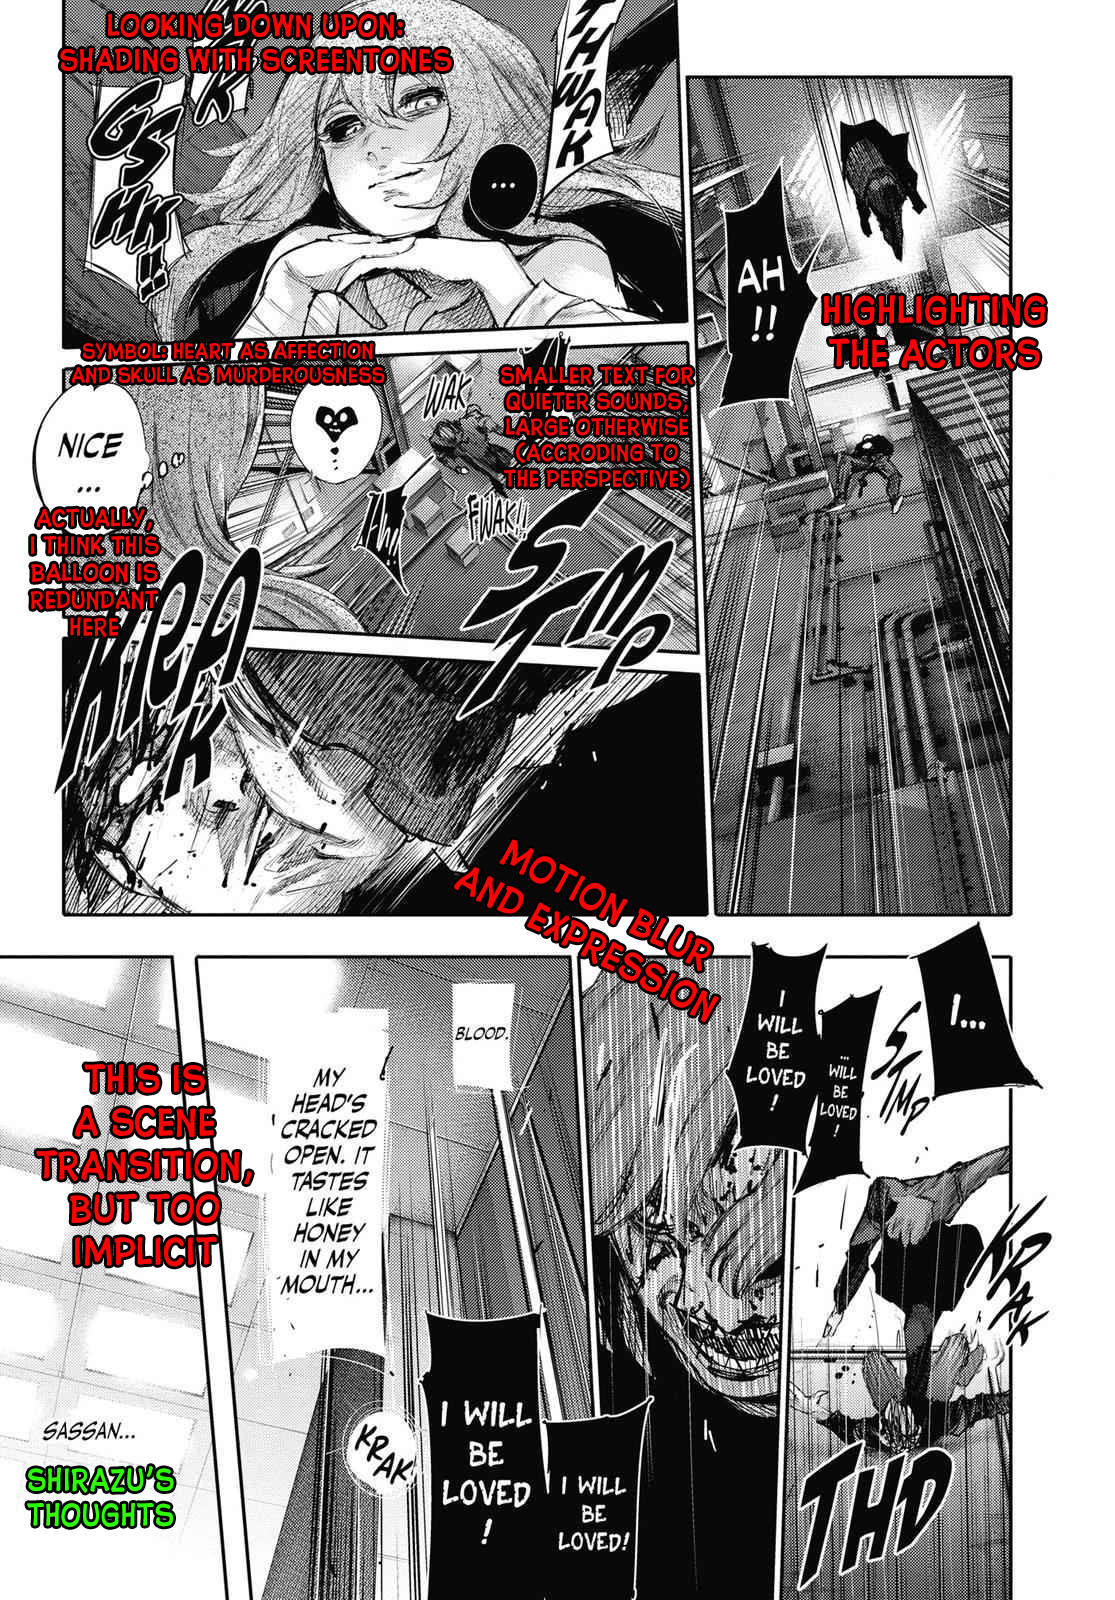 AH
!!
HIGHLIGHTING
THE ACTORS
LOOKING DOWN UPON:
SHADING WITH SCREENTONES
THWAK
...
GSHK!!
SYMBOL: HEART AS AFFECTION
AND SKULL AS MURDEROUSNESS
SMALLER TEXT FOR
QUIETER SOUNDS,
LARGE OTHERWISE
(ACCRODING TO
THE PERSPECTIVE)
WAK
FWAK!!
NICE
...
ACTUALLY,
I THINK THIS
BALLOON IS
REDUNDANT
HERE
STMP
KRAK
MOTION BLUR
AND EXPRESSION
I...
STMP
...
WILL
BE
LOVED!
I
WILL
BE
LOVED
!
KRAK
THD
I WILL
BE
LOVED!
I WILL
BE
LOVED
!
BLOOD.
MY
HEAD'S
CRACKED
OPEN. IT
TASTES
LIKE
HONEY
IN MY
MOUTH...
KRAK
THIS IS
A SCENE
TRANSITION,
BUT TOO
IMPLICIT
SASSAN...
SHIRAZU'S
THOUGHTS